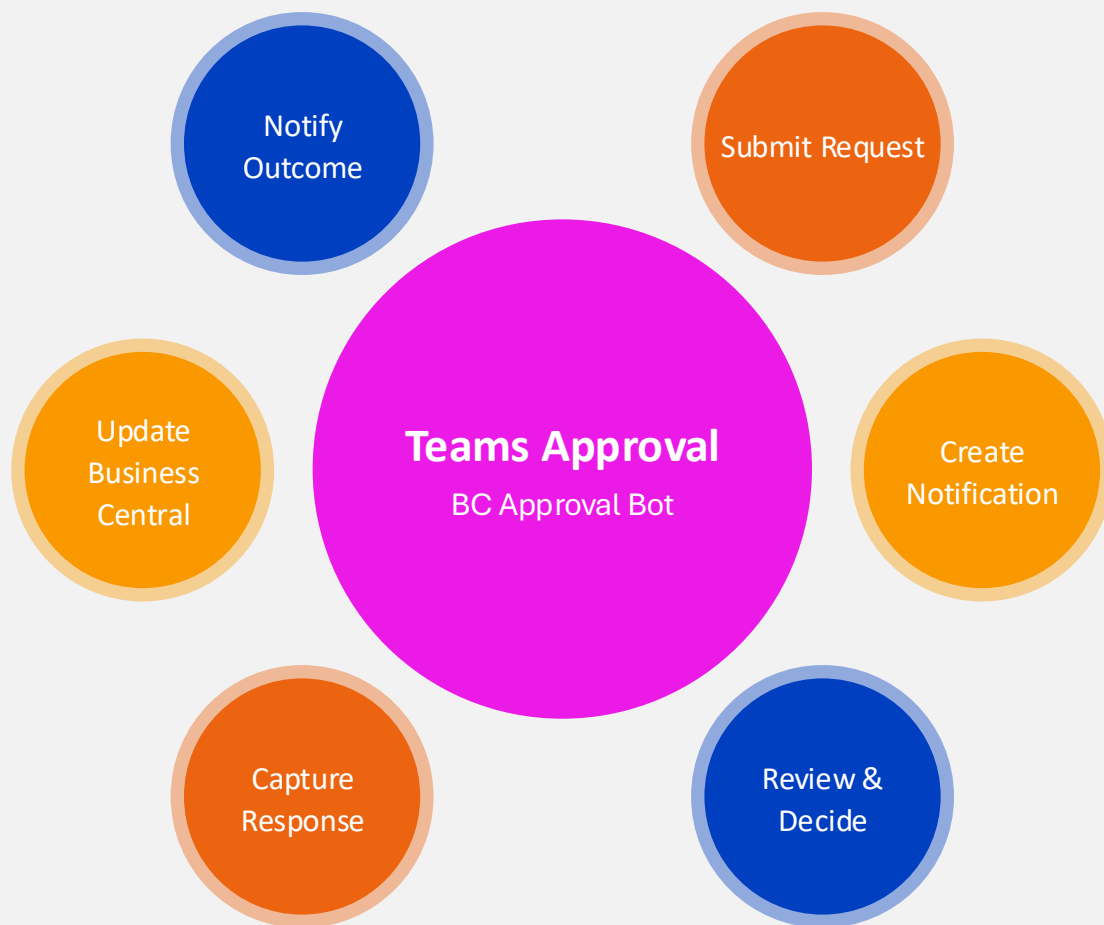 Notify
Outcome
Submit Request
Teams Approval
BC Approval Bot
Update
Business
Central
Create
Notification
Capture
Response
Review &
Decide